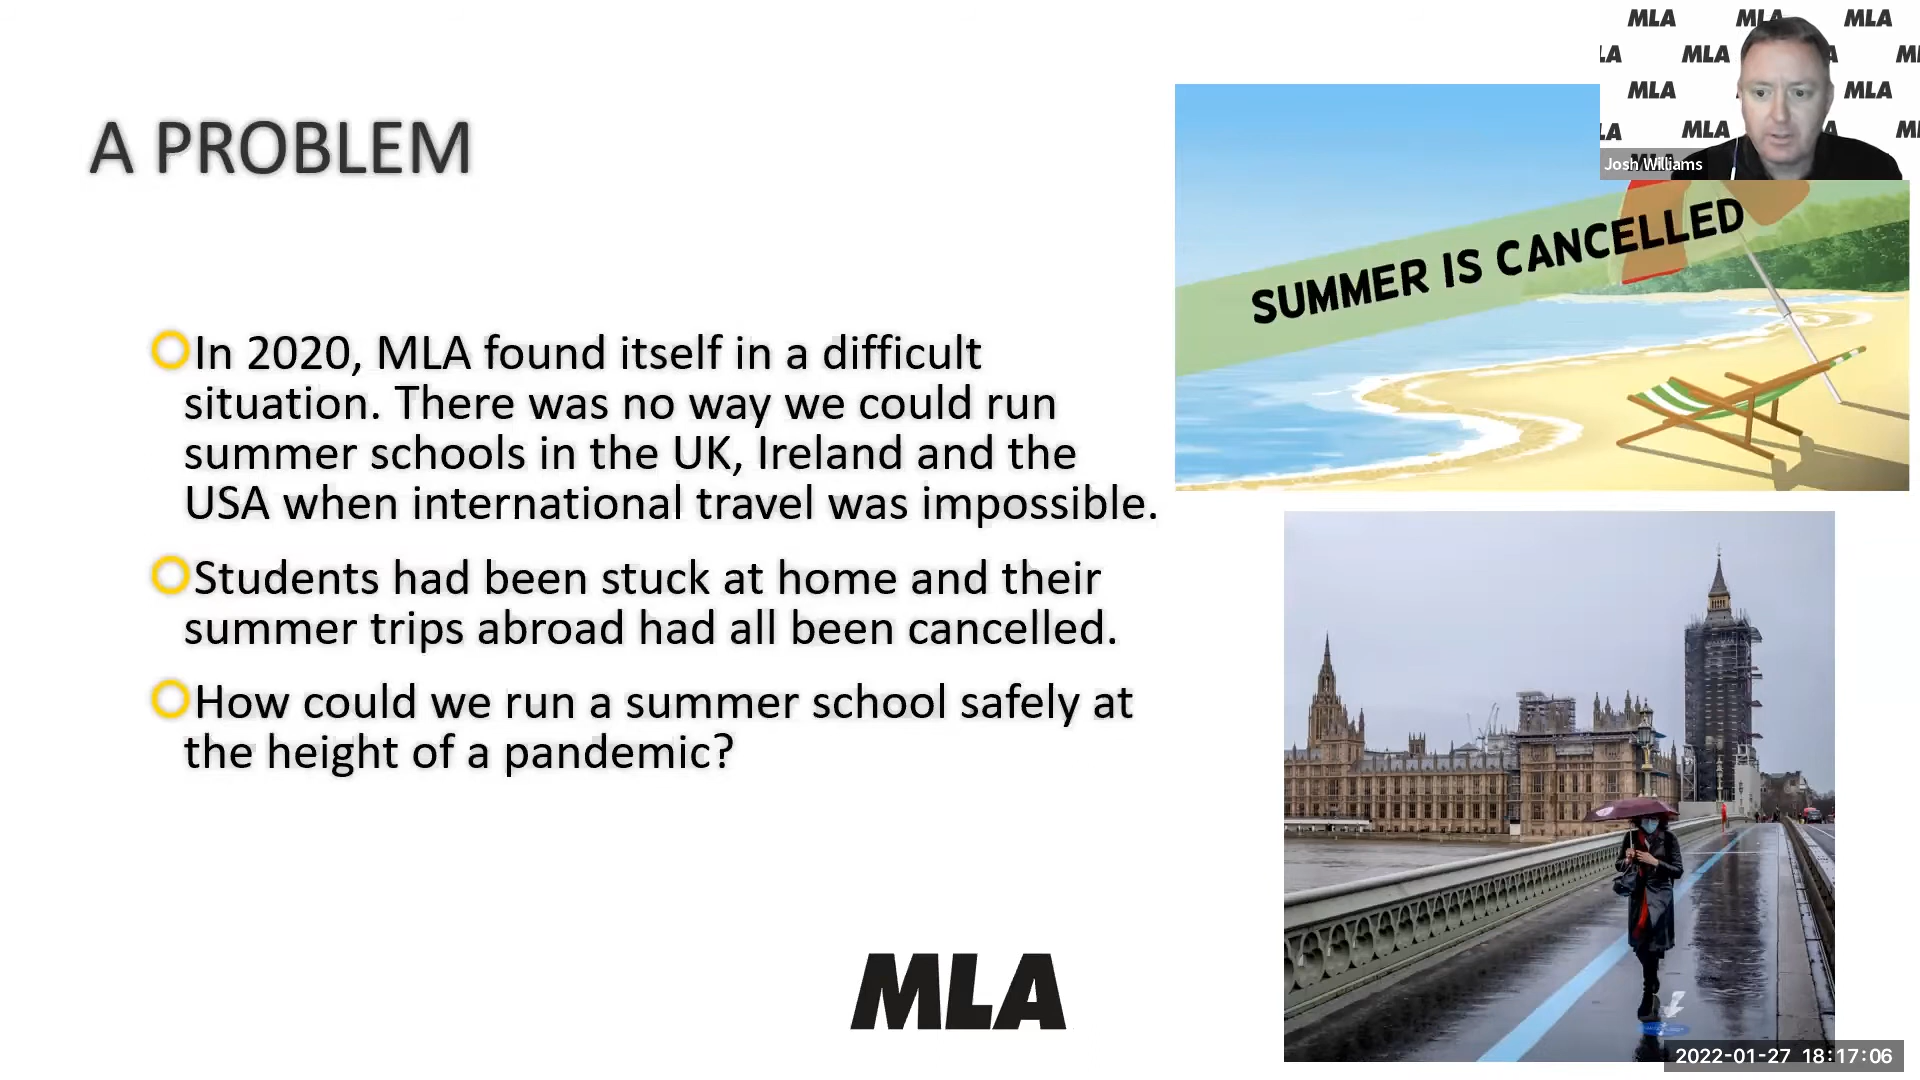 MLA MLA MLA
LA MLA ML
MLA MLA
LA MLA ML
Josh Williams
A PROBLEM
SUMMER IS CANCELLED
In 2020, MLA found itself in a difficult
situation. There was no way we could run
summer schools in the UK, Ireland and the
USA when international travel was impossible.
Students had been stuck at home and their
summer trips abroad had all been cancelled.
How could we run a summer school safely at
the height of a pandemic?
MLA
2022-01-27 18:17:06